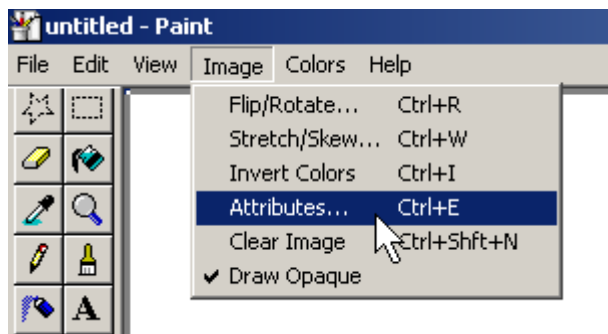 untitled - Paint
File Edit View Image Colors Help
Flip/Rotate... Ctrl+R
Stretch/Skew... Ctrl+W
Invert Colors Ctrl+I
Attributes... Ctrl+E
Clear Image Ctrl+Shft+N
Draw Opaque
A